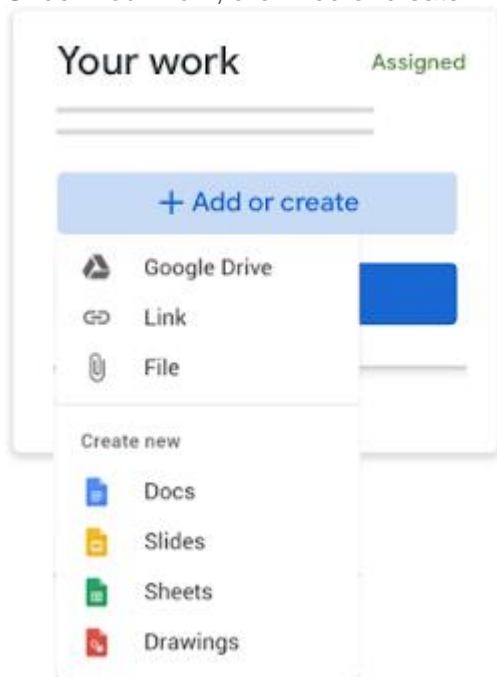 Your work Assigned
+ Add or create
Google Drive
Link
File
Create new
Docs
Slides
Sheets
Drawings